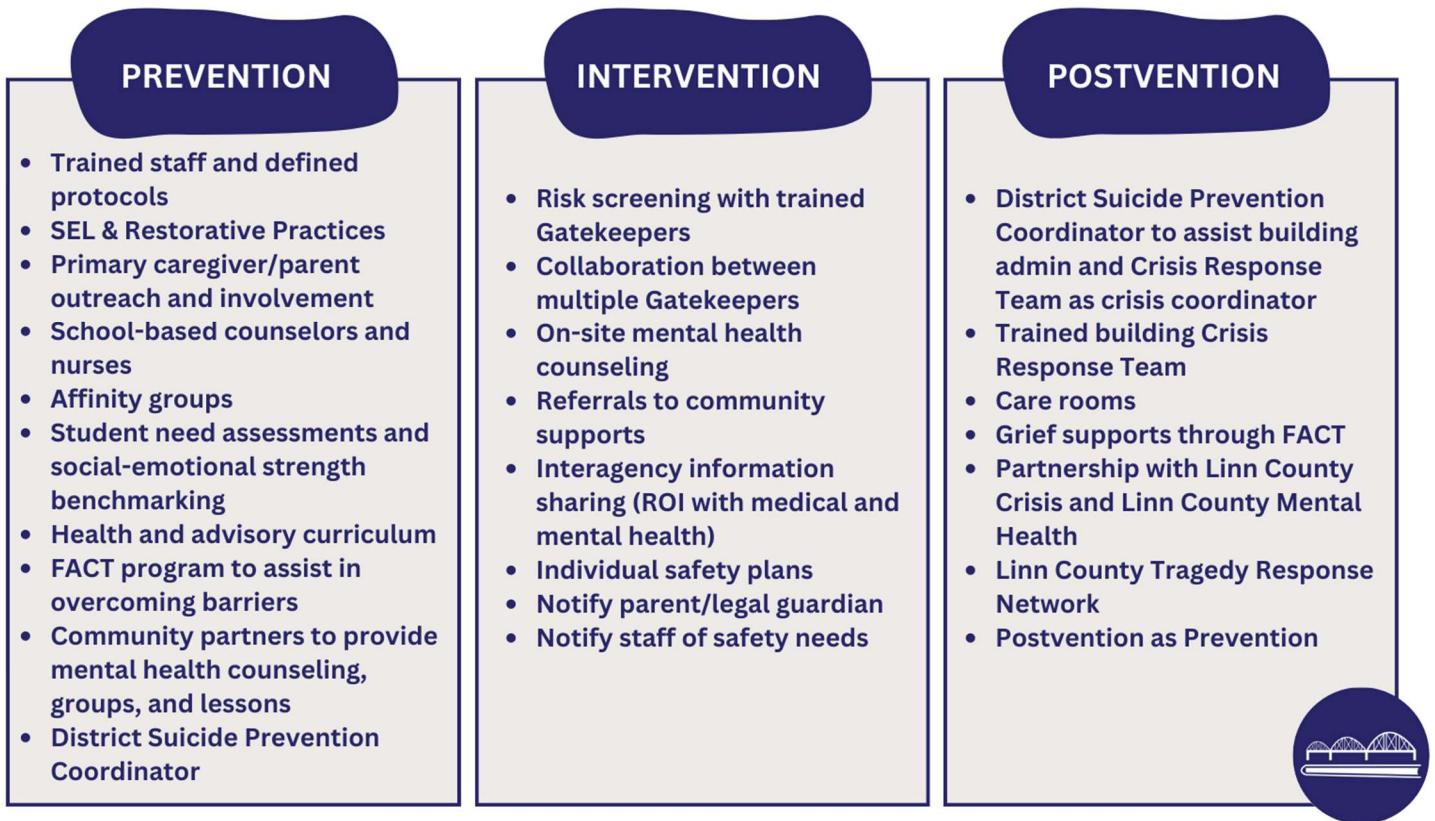 PREVENTION
• Trained staff and defined
protocols
• SEL & Restorative Practices
• Primary caregiver/parent
outreach and involvement
• School-based counselors and
nurses
• Affinity groups
• Student need assessments and
social-emotional strength
benchmarking
• Health and advisory curriculum
• FACT program to assist in
overcoming barriers
• Community partners to provide
mental health counseling,
groups, and lessons
• District Suicide Prevention
Coordinator
INTERVENTION
• Risk screening with trained
Gatekeepers
• Collaboration between
multiple Gatekeepers
• On-site mental health
counseling
• Referrals to community
supports
• Interagency information
sharing (ROI with medical and
mental health)
• Individual safety plans
• Notify parent/legal guardian
• Notify staff of safety needs
POSTVENTION
• District Suicide Prevention
Coordinator to assist building
admin and Crisis Response
Team as crisis coordinator
• Trained building Crisis
Response Team
• Care rooms
• Grief supports through FACT
• Partnership with Linn County
Crisis and Linn County Mental
Health
• Linn County Tragedy Response
Network
• Postvention as Prevention